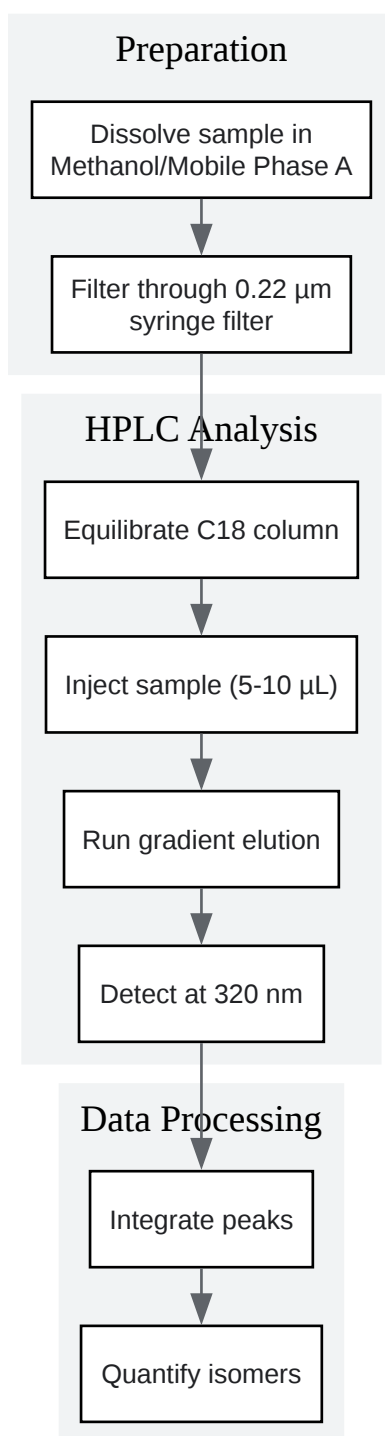 Preparation
Dissolve sample in
Methanol/Mobile Phase A
Filter through 0.22 µm
syringe filter
HPLC Analysis
Equilibrate C18 column
Inject sample (5-10 µL)
Run gradient elution
Detect at 320 nm
Data Processing
Integrate peaks
Quantify isomers